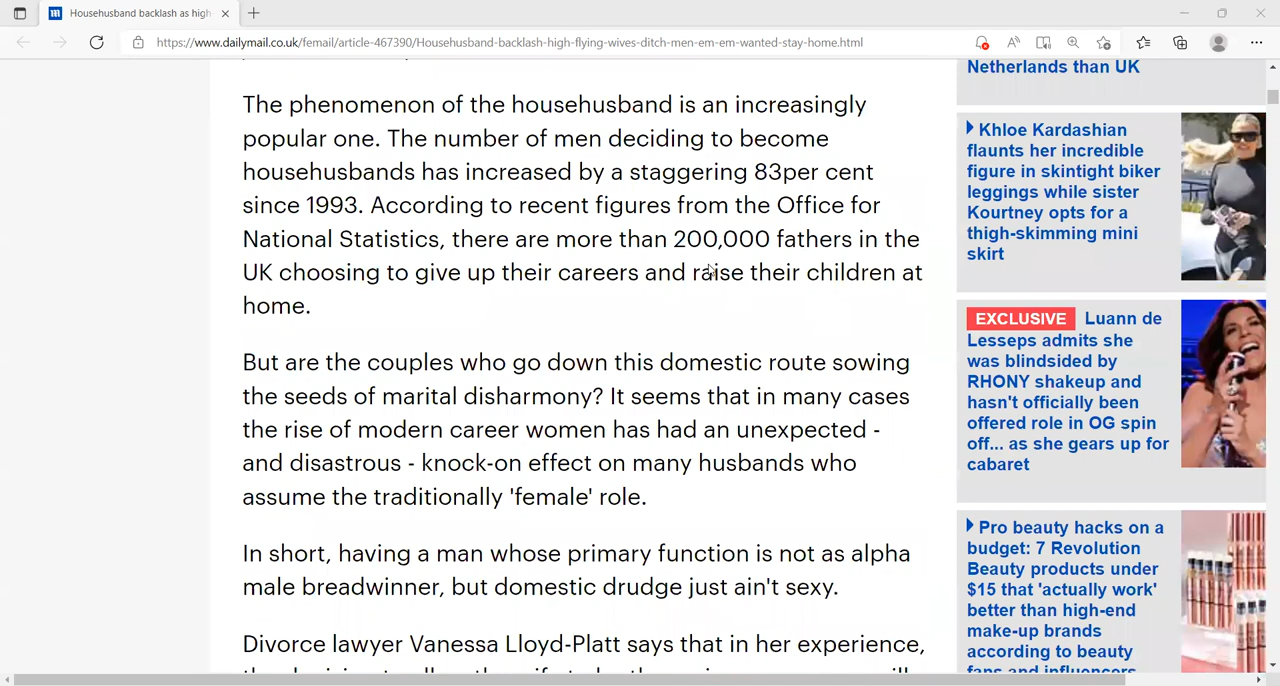 Househusband backlash as high
https://www.dailymail.co.uk/femail/article-467390/Househusband-backlash-high-flying-wives-ditch-men-em-em-wanted-stay-home.html
The phenomenon of the househusband is an increasingly
popular one. The number of men deciding to become
househusbands has increased by a staggering 83per cent
since 1993. According to recent figures from the Office for
National Statistics, there are more than 200,000 fathers in the
UK choosing to give up their careers and raise their children at
home.
But are the couples who go down this domestic route sowing
the seeds of marital disharmony? It seems that in many cases
the rise of modern career women has had an unexpected -
and disastrous - knock-on effect on many husbands who
assume the traditionally 'female' role.
In short, having a man whose primary function is not as alpha
male breadwinner, but domestic drudge just ain't sexy.
Divorce lawyer Vanessa Lloyd-Platt says that in her experience,
Netherlands than UK
Khloe Kardashian
flaunts her incredible
figure in skintight biker
leggings while sister
Kourtney opts for a
thigh-skimming mini
skirt
EXCLUSIVE Luann de
Lesseps admits she
was blindsided by
RHONY shakeup and
hasn't officially been
offered role in OG spin
off... as she gears up for
cabaret
Pro beauty hacks on a
budget: 7 Revolution
Beauty products under
$15 that 'actually work'
better than high-end
make-up brands
according to beauty
fans and influencers